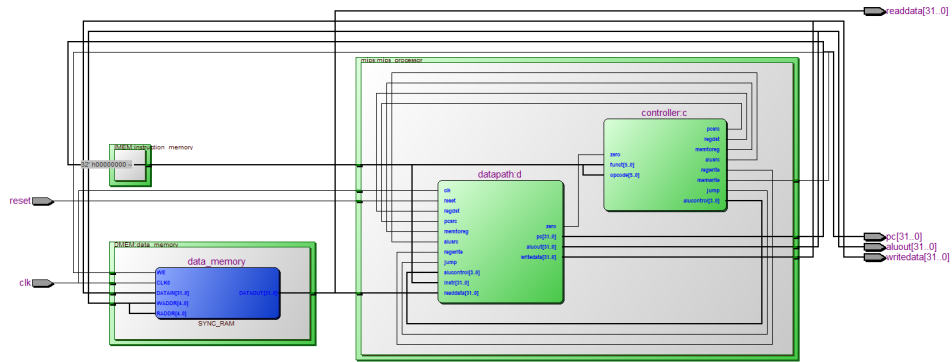 readdata[31..0]
mips:mips_processor
controller:c
pcsrc
regdst
memtoreg
alusrc
regwrite
memwrite
jump
alucontrol[3..0]
zero
funct[5..0]
opcode[5..0]
IMEM:instruction_memory
datapath:d
clk
reset
regdst
pcsrc
memtoreg
alusrc
regwrite
jump
alucontrol[3..0]
instr[31..0]
readdata[31..0]
zero
pc[31..0]
aluout[31..0]
writedata[31..0]
reset
pc[31..0]
aluout[31..0]
writedata[31..0]
DMEM:data_memory
data_memory
clk
WE
CLK0
DATAIN[31..0]
WADDR[4..0]
RADDR[4..0]
DATAOUT[31..0]
SYNC_RAM